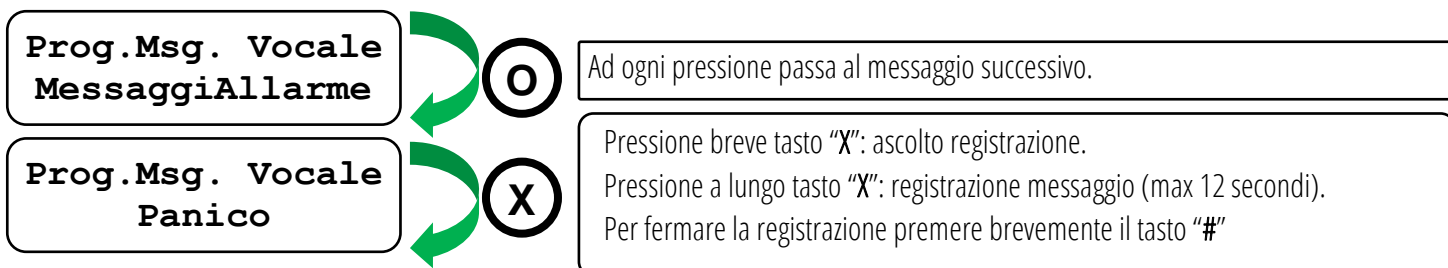 Prog.Msg. Vocale
MessaggiAllarme
O
Ad ogni pressione passa al messaggio successivo.
Prog.Msg. Vocale
Panico
X
Pressione breve tasto “X”: ascolto registrazione.
Pressione a lungo tasto “X”: registrazione messaggio (max 12 secondi).
Per fermare la registrazione premere brevemente il tasto “#”